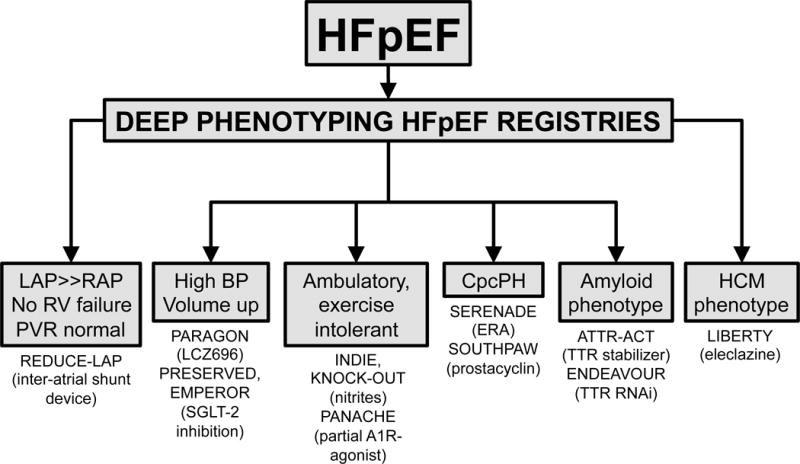 HFpEF
DEEP PHENOTYPING HFpEF REGISTRIES
LAP>>RAP
No RV failure
PVR normal
REDUCE-LAP
(inter-atrial shunt
device)
High BP
Volume up
PARAGON
(LCZ696)
PRESERVED,
EMPEROR
(SGLT-2
inhibition)
Ambulatory,
exercise
intolerant
INDIE,
KNOCK-OUT
(nitrites)
PANACHE
(partial A1R-
agonist)
CpcPH
SERENADE
(ERA)
SOUTHPAW
(prostacyclin)
Amyloid
phenotype
ATTR-ACT
(TTR stabilizer)
ENDEAVOUR
(TTR RNAi)
HCM
phenotype
LIBERTY
(eleclazine)